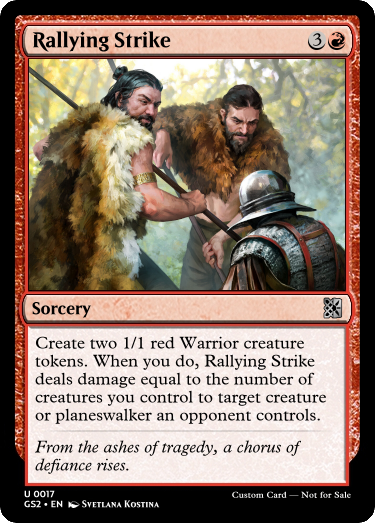 Rallying Strike 3
Sorcery
Create two 1/1 red Warrior creature
tokens. When you do, Rallying Strike
deals damage equal to the number of
creatures you control to target creature
or planeswalker an opponent controls.
From the ashes of tragedy, a chorus of
defiance rises.
U 0017
GS2 • EN Svetlana Kostina
Custom Card — Not for Sale